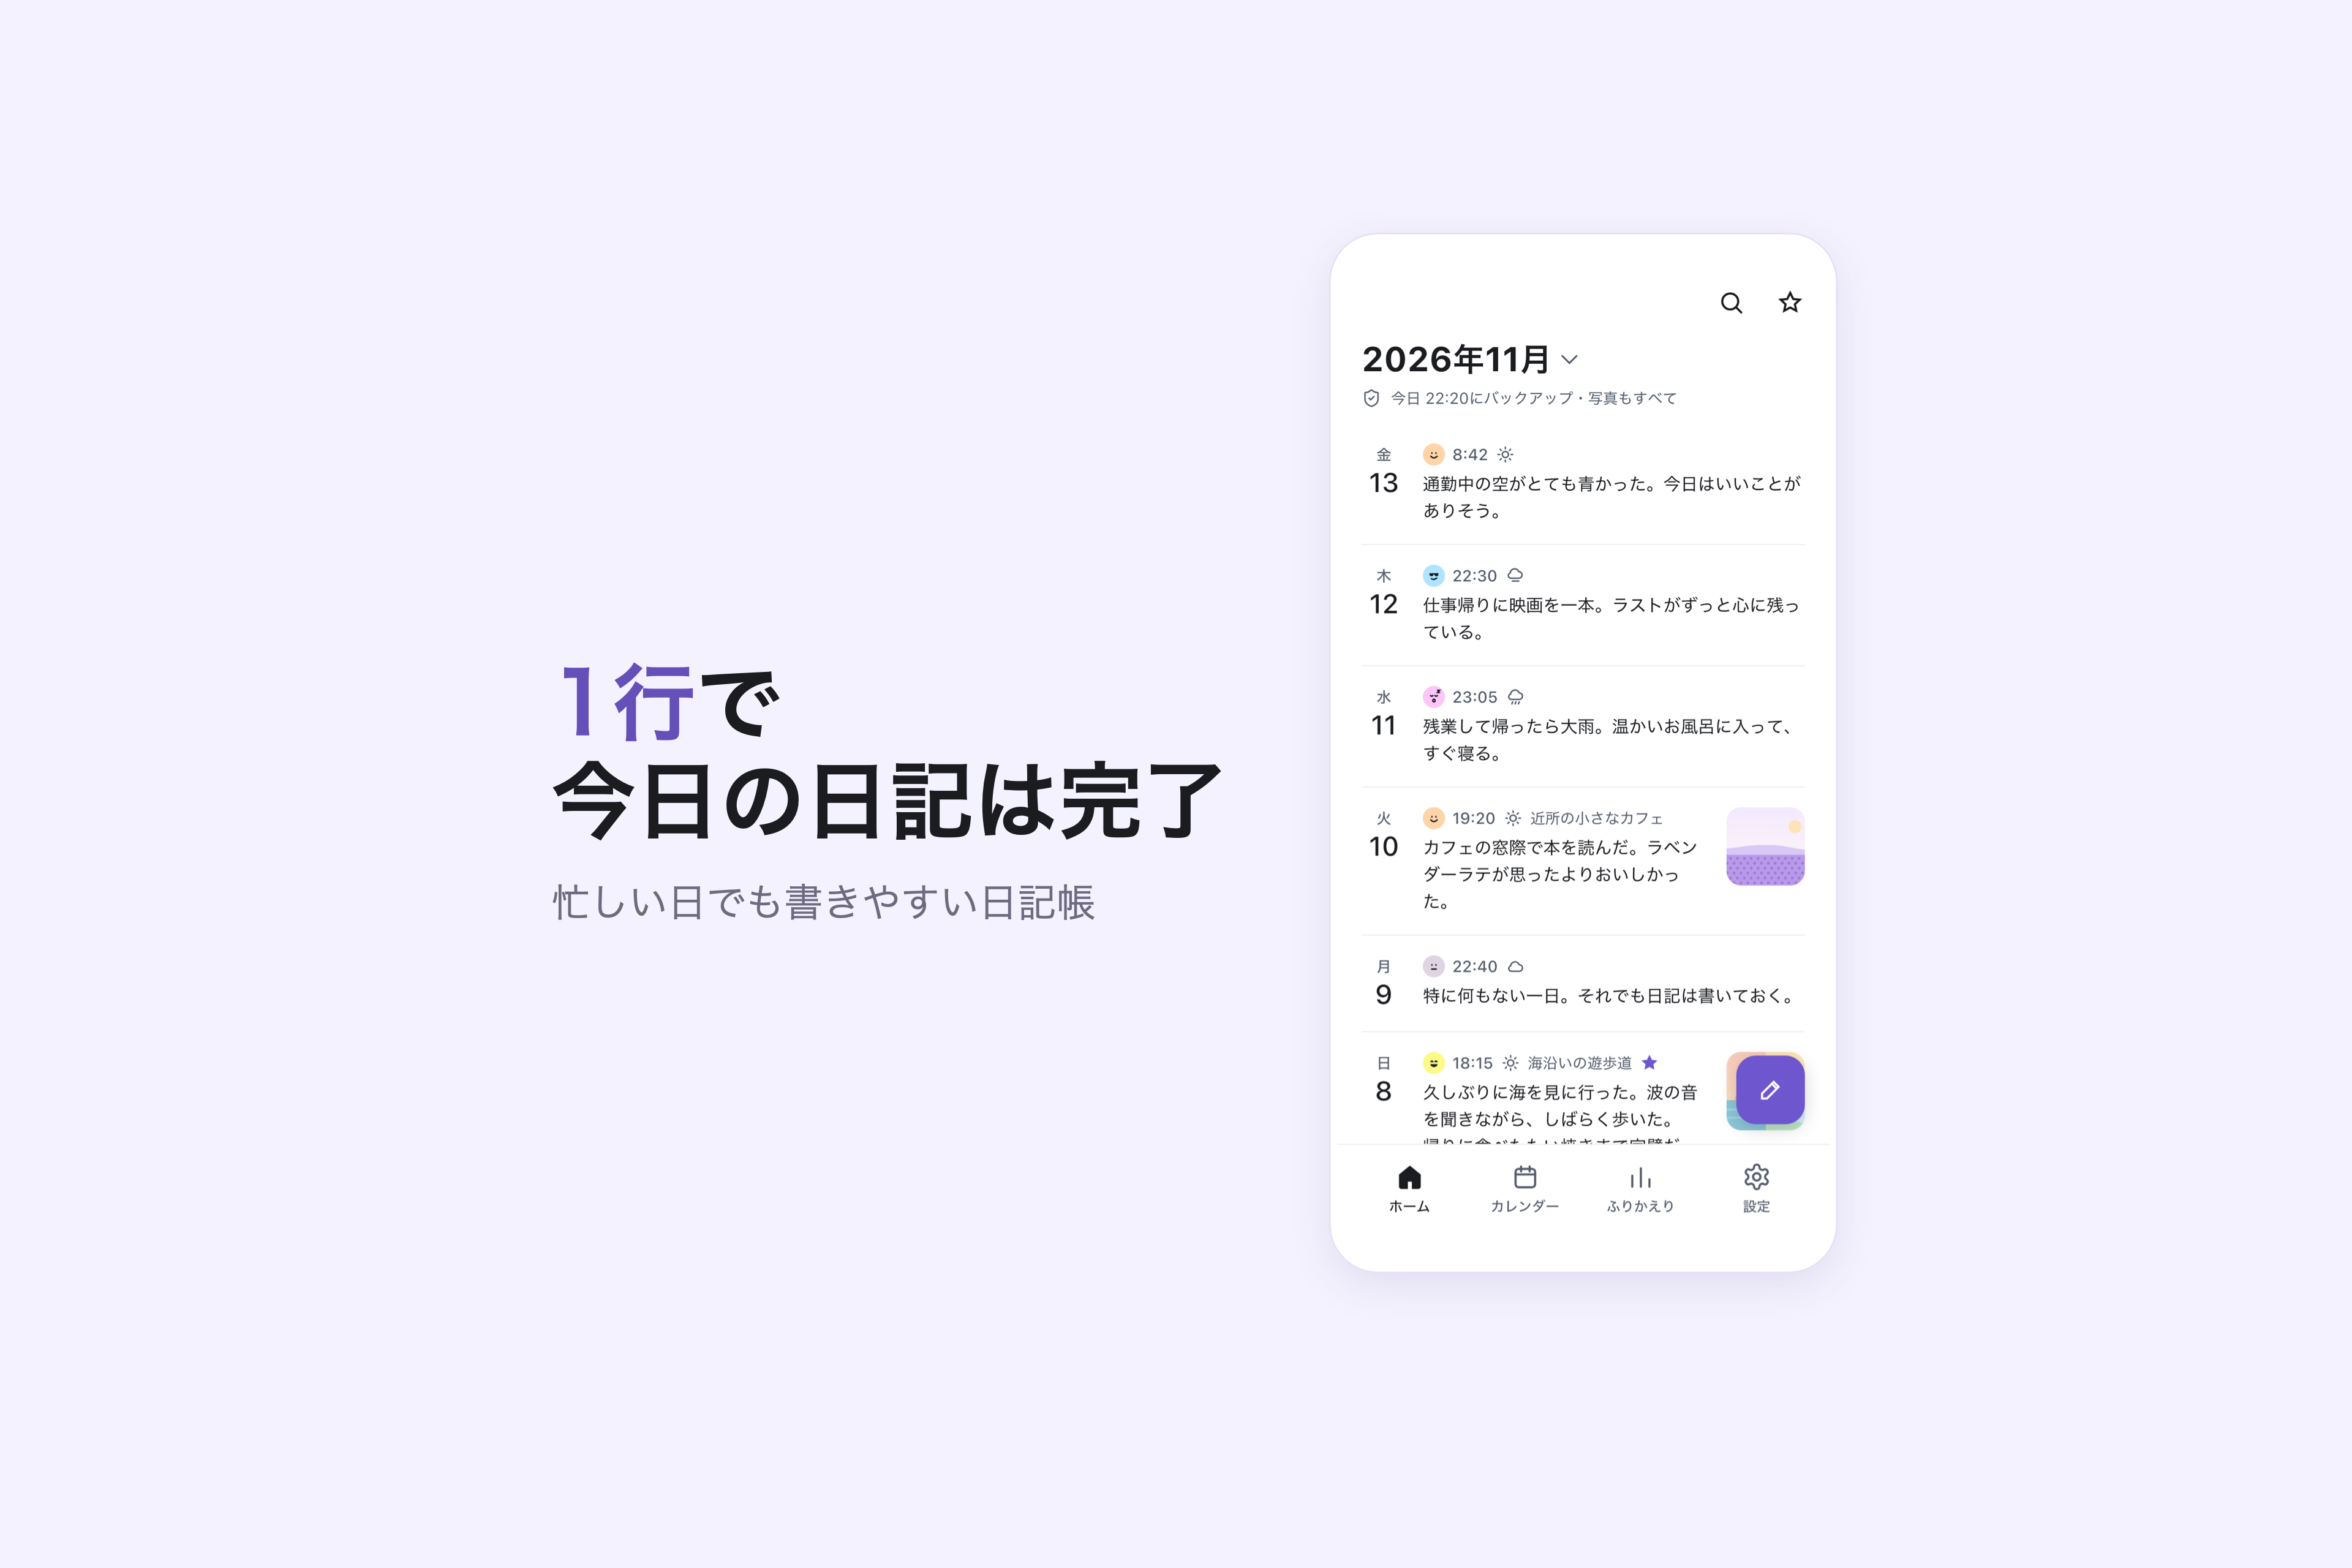 1行で
今日の日記は完了
忙しい日でも書きやすい日記帳
2026年11月
今日 22:20にバックアップ・写真もすべて
金
13
8:42
通勤中の空がとても青かった。今日はいいことが
ありそう。
木
12
22:30
仕事帰りに映画を一本。ラストがずっと心に残っ
ている。
水
11
23:05
残業して帰ったら大雨。温かいお風呂に入って、
すぐ寝る。
火
10
19:20 近所の小さなカフェ
カフェの窓際で本を読んだ。ラベン
ダーラテが思ったよりおいしかっ
た。
月
9
22:40
特に何もない一日。それでも日記は書いておく。
日
8
18:15 海沿いの遊歩道
久しぶりに海を見に行った。波の音
を聞きながら、しばらく歩いた。
ホーム
カレンダー
ふりかえり
設定